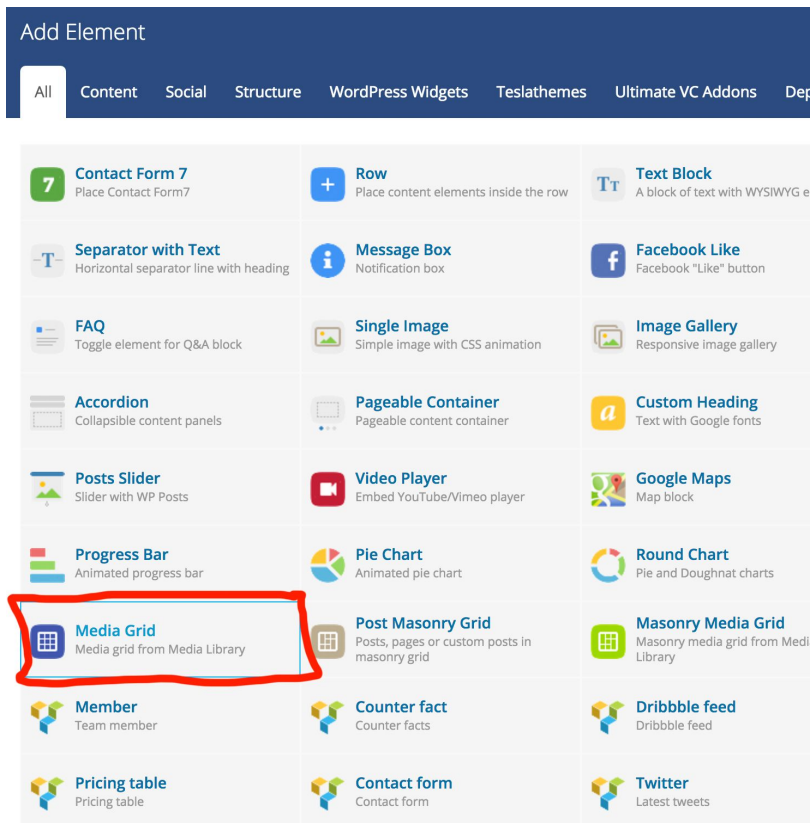 Add Element
All Content Social Structure WordPress Widgets Teslathemes Ultimate VC Addons Dep
7 Contact Form 7
Place Contact Form7
Row
Place content elements inside the row
TT Text Block
A block of text with WYSIWYG e
-T- Separator with Text
Horizontal separator line with heading
i Message Box
Notification box
f Facebook Like
Facebook "Like" button
FAQ
Toggle element for Q&A block
Single Image
Simple image with CSS animation
Image Gallery
Responsive image gallery
Accordion
Collapsible content panels
Pageable Container
Pageable content container
a Custom Heading
Text with Google fonts
Posts Slider
Slider with WP Posts
Video Player
Embed YouTube/Vimeo player
Google Maps
Map block
Progress Bar
Animated progress bar
Pie Chart
Animated pie chart
Round Chart
Pie and Doughnat charts
Media Grid
Media grid from Media Library
Post Masonry Grid
Posts, pages or custom posts in
masonry grid
Masonry Media Grid
Masonry media grid from Medi
Library
Member
Team member
Counter fact
Counter facts
Dribbble feed
Dribbble feed
Pricing table
Pricing table
Contact form
Contact form
Twitter
Latest tweets